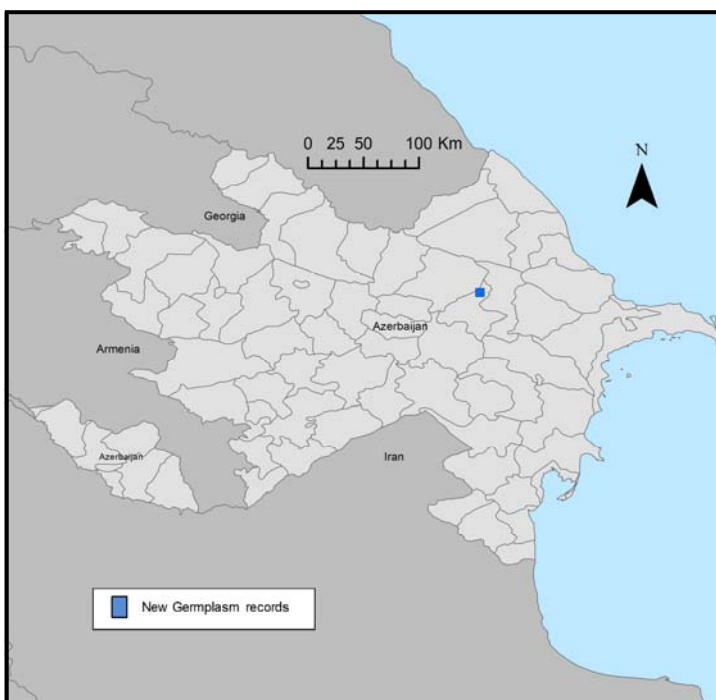 0 25 50 100 Km
N
Georgia
Azerbaijan
Armenia
Azerbaijan
Iran
New Germplasm records